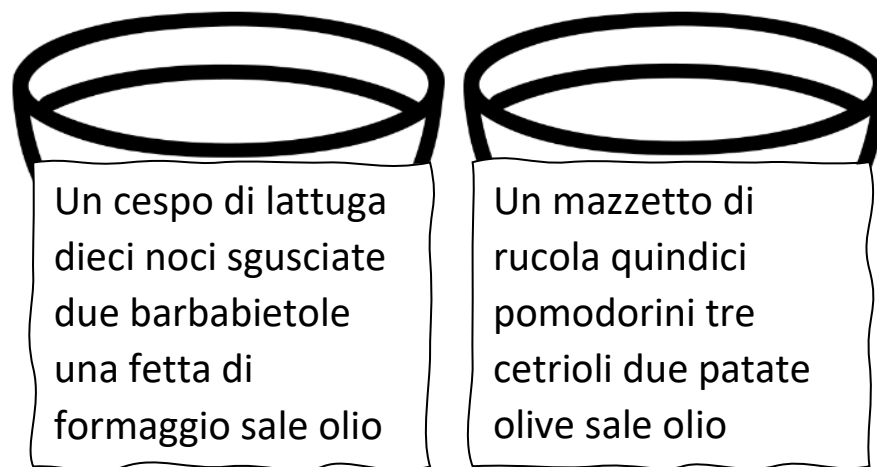 Un cespo di lattuga
dieci noci sgusciate
due barbabietole
una fetta di
formaggio sale olio
Un mazzetto di
rucola quindici
pomodorini tre
cetrioli due patate
olive sale olio